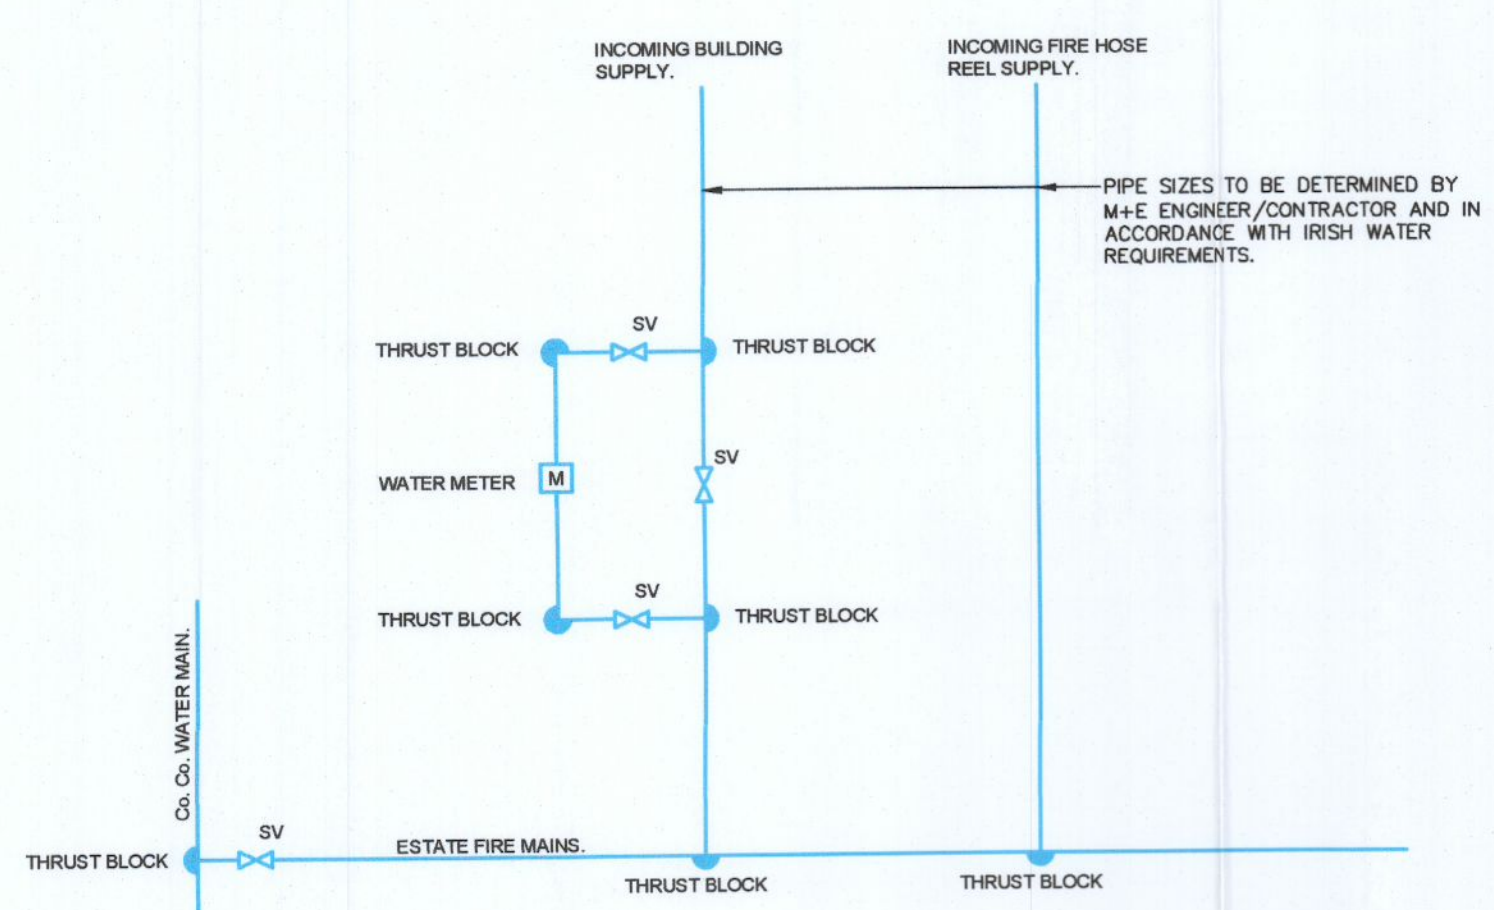 INCOMING BUILDING
SUPPLY.
INCOMING FIRE HOSE
REEL SUPPLY.
PIPE SIZES TO BE DETERMINED BY
M+E ENGINEER/CONTRACTOR AND IN
ACCORDANCE WITH IRISH WATER
REQUIREMENTS.
SV
THRUST BLOCK
THRUST BLOCK
SV
WATER METER
M
SV
THRUST BLOCK
THRUST BLOCK
Co. Co. WATER MAIN.
SV
ESTATE FIRE MAINS.
THRUST BLOCK
THRUST BLOCK
THRUST BLOCK